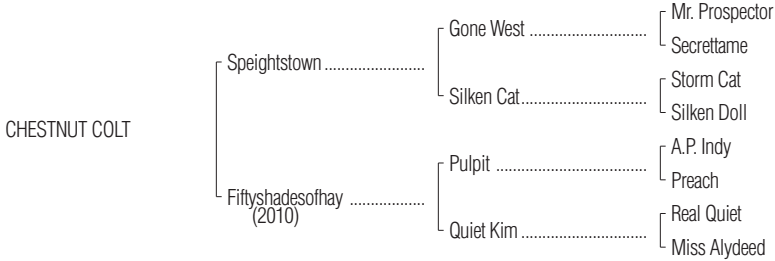 Mr. Prospector
Gone West ..............................
Secrettame
Speightstown .........................
Storm Cat
Silken Cat................................
Silken Doll
CHESTNUT COLT
A.P. Indy
Pulpit ......................................
Preach
Fiftyshadesofhay ..................
(2010)
Real Quiet
Quiet Kim ................................
Miss Alydeed